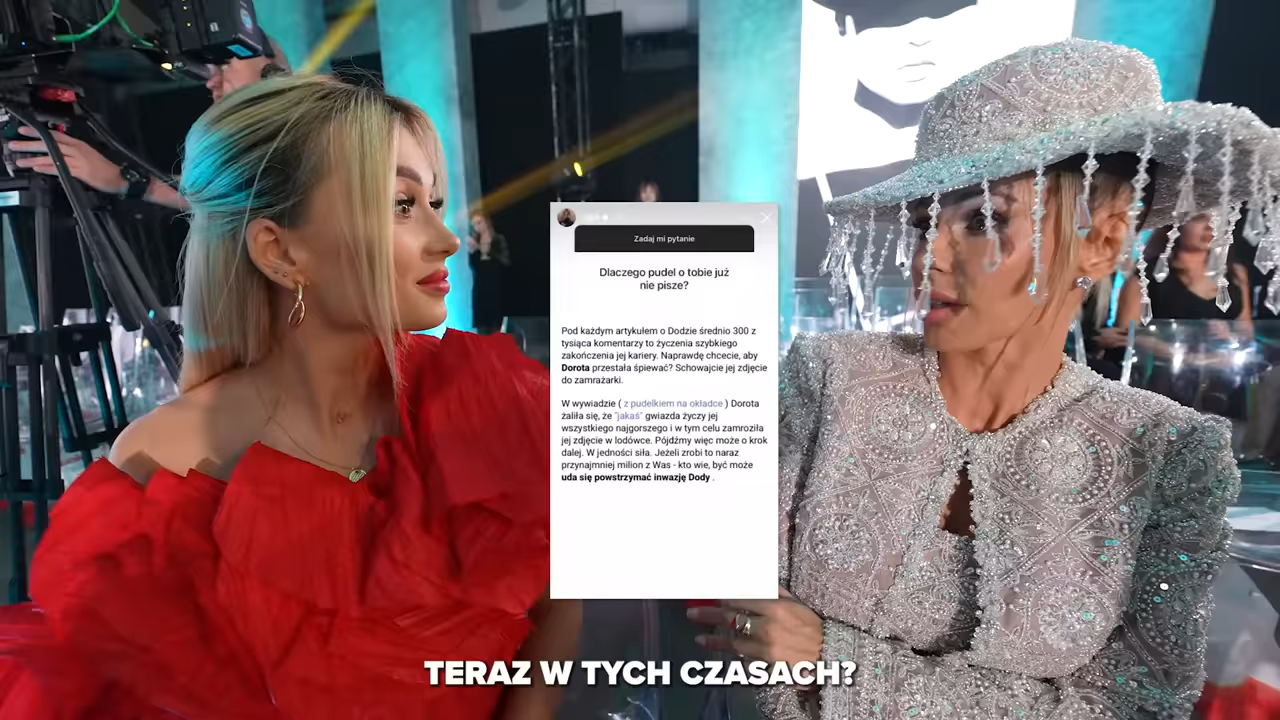 Zadaj mi pytanie
Dlaczego pudel o tobie już
nie pisze?
Pod każdym artykułem o Dodzie średnio 300 z
tysiąca komentarzy to życzenia szybkiego
zakończenia jej kariery. Naprawdę chcecie, aby
Dorota przestała śpiewać? Schowajcie jej zdjęcie
do zamrażarki.
W wywiadzie ( z pudelkiem na okładce ) Dorota
żaliła się, że "jakaś" gwiazda życzy jej
wszystkiego najgorszego i w tym celu zamroziła
jej zdjęcie w lodówce. Pójdźmy więc może o krok
dalej. W jedności siła. Jeżeli zrobi to naraz
przynajmniej milion z Was - kto wie, być może
uda się powstrzymać inwazję Dody .
TERAZ W TYCH CZASACH?